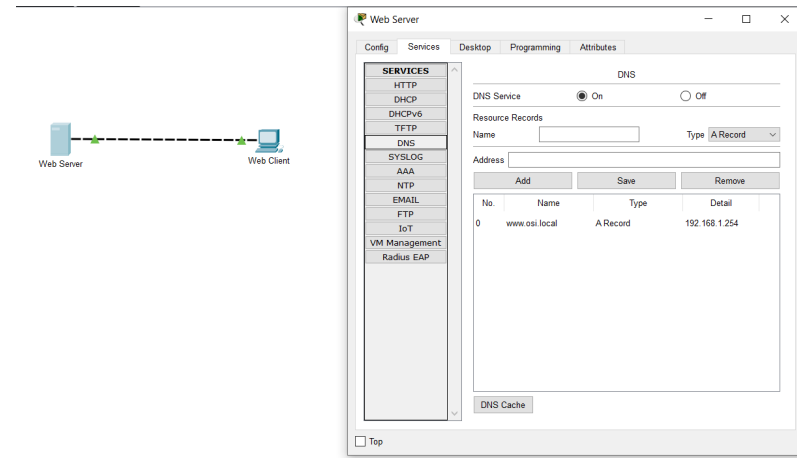 Web Server
Config Services Desktop Programming Attributes
SERVICES
HTTP
DHCP
DHCPv6
TFTP
DNS
SYSLOG
AAA
NTP
EMAIL
FTP
IoT
VM Management
Radius EAP
DNS
DNS Service On Off
Resource Records
Name Type A Record
Address
Add Save Remove
No. Name Type Detail
0 www.osi.local A Record 192.168.1.254
DNS Cache
Top
Web Server
Web Client